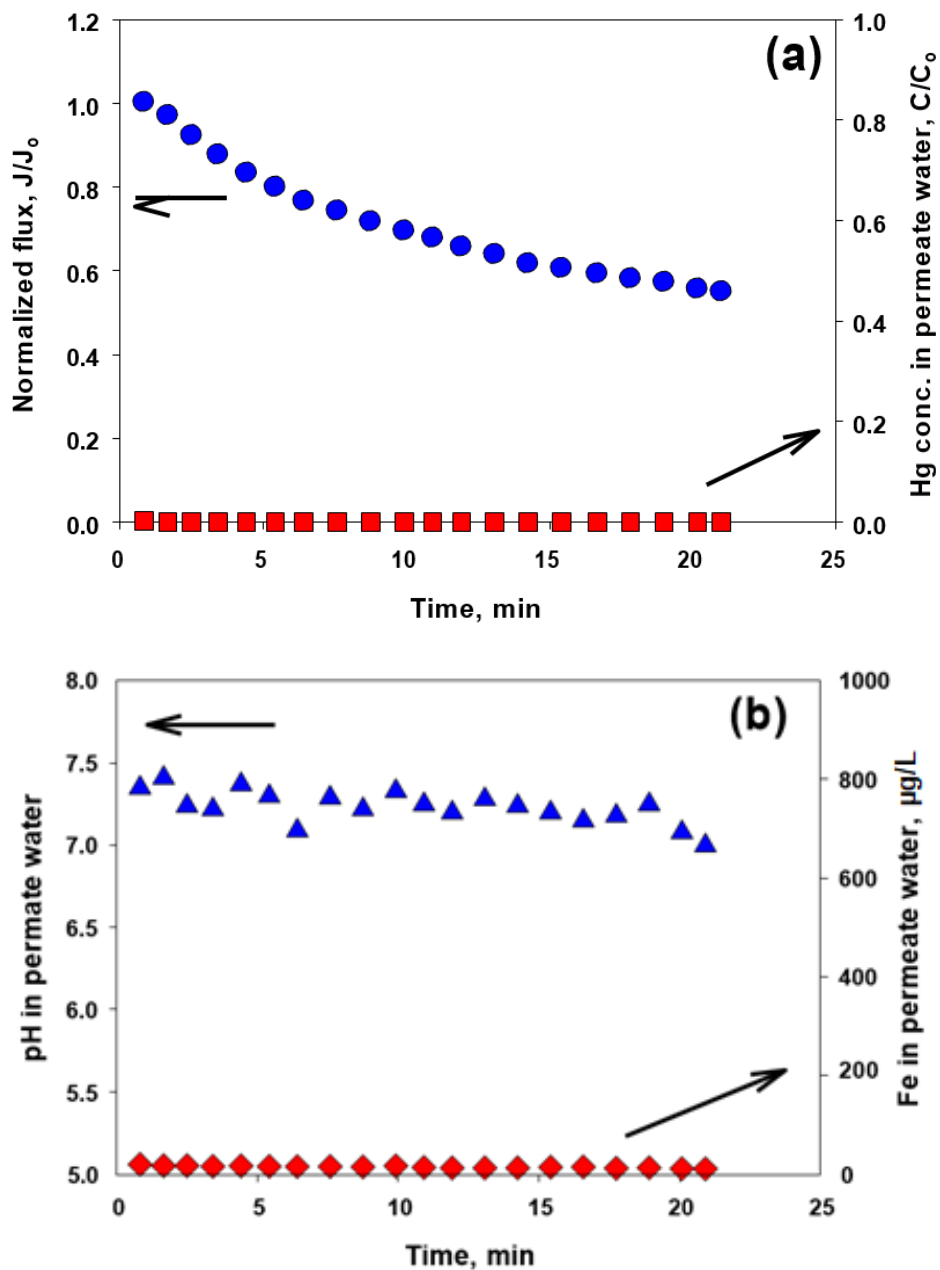 (a)
Normalized flux, J/Jo
1.2
1.0
0.8
0.6
0.4
0.2
0.0
1.0
0.8
0.6
0.4
0.2
0.0
Hg conc. in permeate water, C/Co
0 5 10 15 20 25
Time, min
(b)
pH in permate water
8.0
7.5
7.0
6.5
6.0
5.5
5.0
1000
800
600
400
200
0
Fe in permeate water, µg/L
0 5 10 15 20 25
Time, min